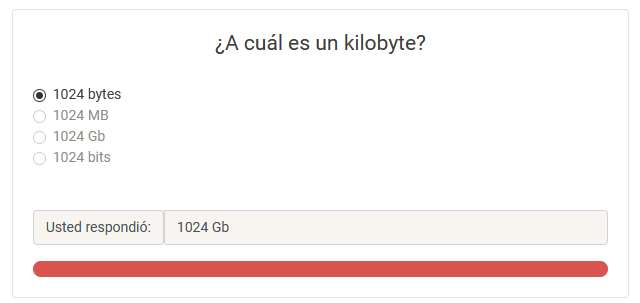 ¿A cuál es un kilobyte?
1024 bytes
1024 MB
1024 Gb
1024 bits
Usted respondió: 1024 Gb